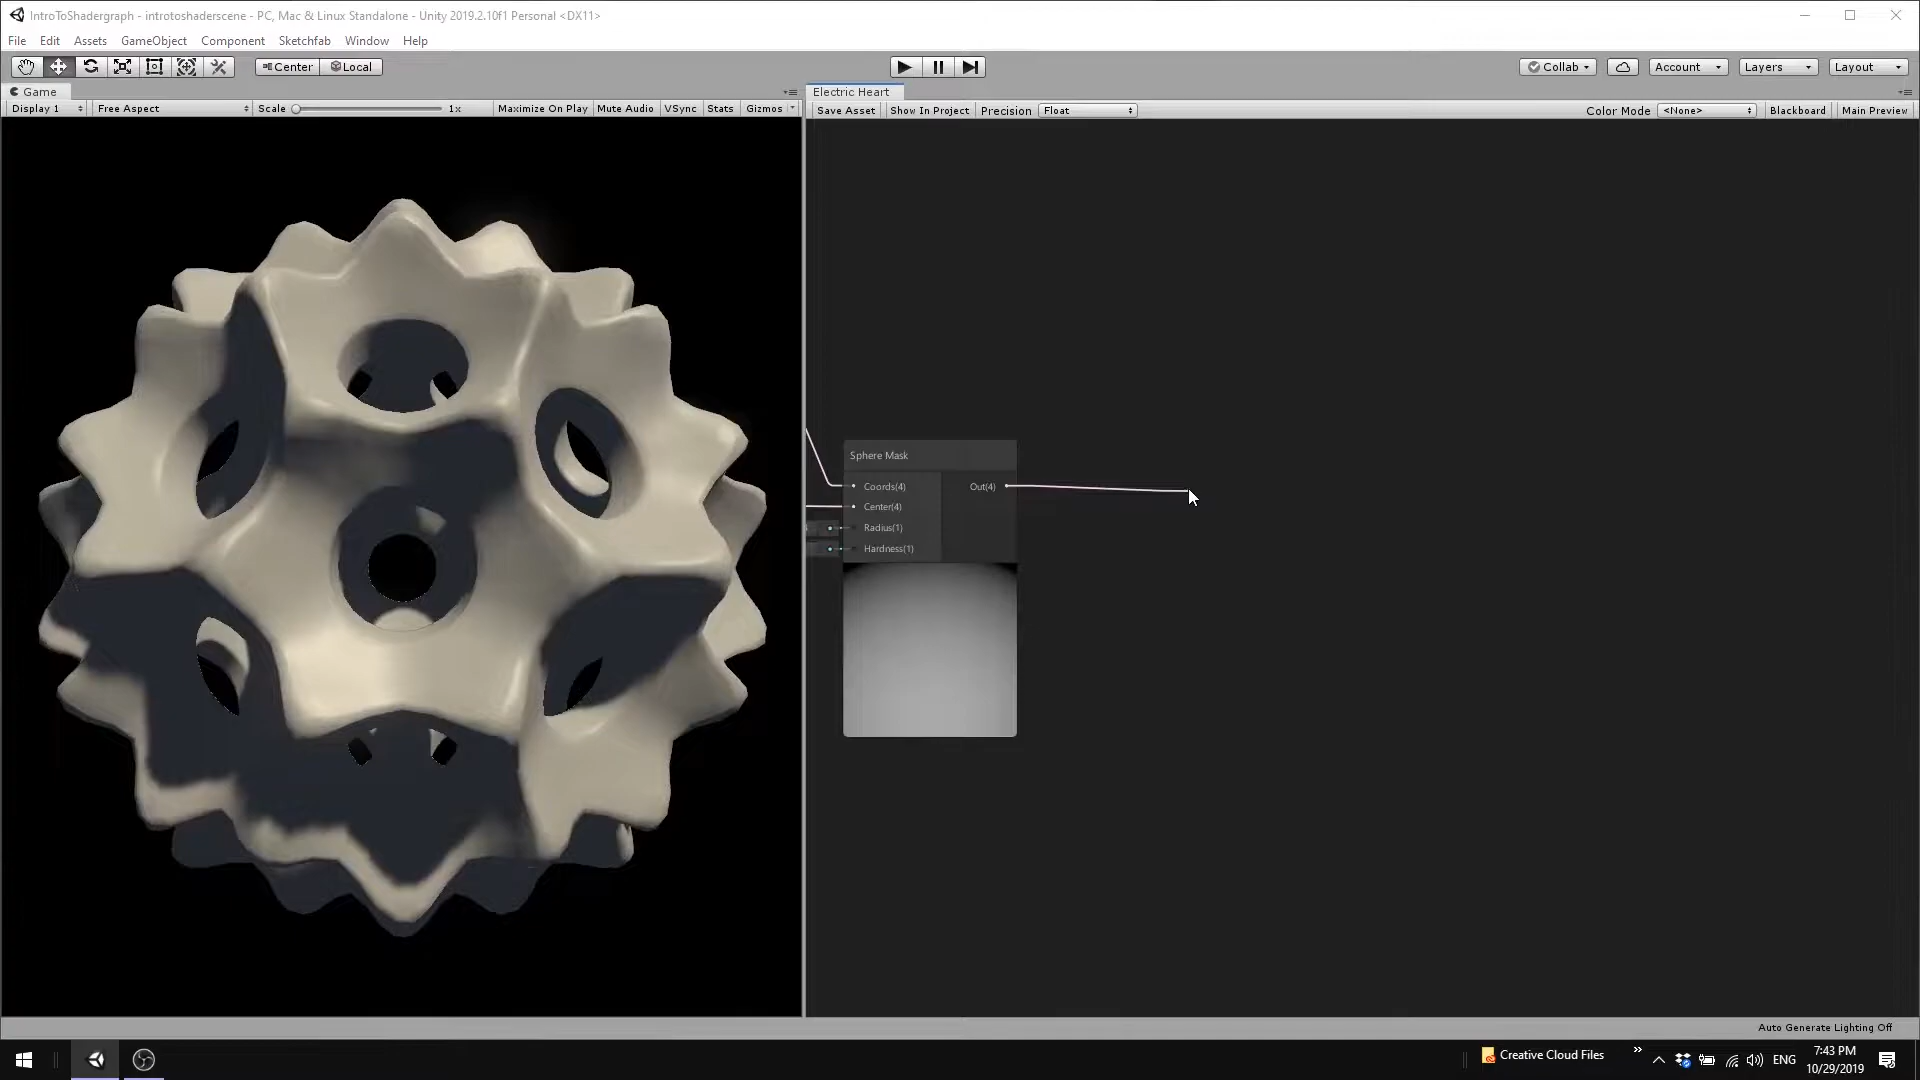 IntroToShadergraph - introtoshaderscene - PC, Mac & Linux Standalone - Unity 2019.2.10f1 Personal <DX11>
File Edit Assets GameObject Component Sketchfab Window Help
Center Local Collab Account Layers Layout
Game Electric Heart
Display 1 Free Aspect Scale 1x Maximize On Play Mute Audio VSync Stats Gizmos Save Asset Show In Project Precision Float Color Mode <None> Blackboard Main Preview
Sphere Mask
Coords(4) Out(4)
Center(4)
Radius(1)
Hardness(1)
Auto Generate Lighting Off
Creative Cloud Files » ENG 7:43 PM
10/29/2019